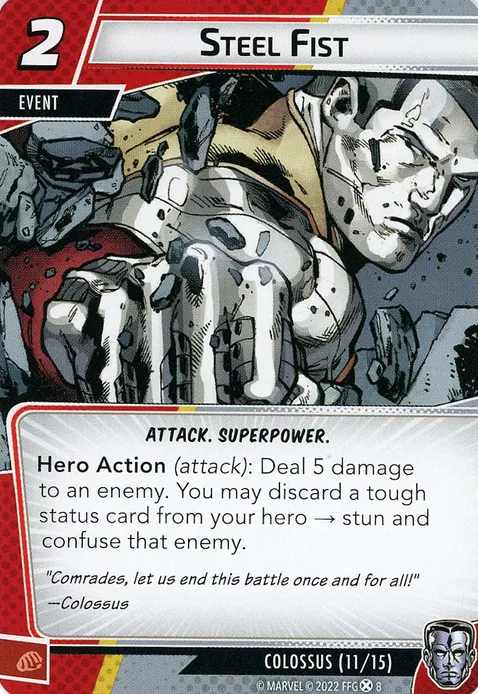 2
STEEL FIST
EVENT
ATTACK. SUPERPOWER.
Hero Action (attack): Deal 5 damage
to an enemy. You may discard a tough
status card from your hero → stun and
confuse that enemy.
"Comrades, let us end this battle once and for all!"
—Colossus
COLOSSUS (11/15)
© MARVEL © 2022 FFG 8